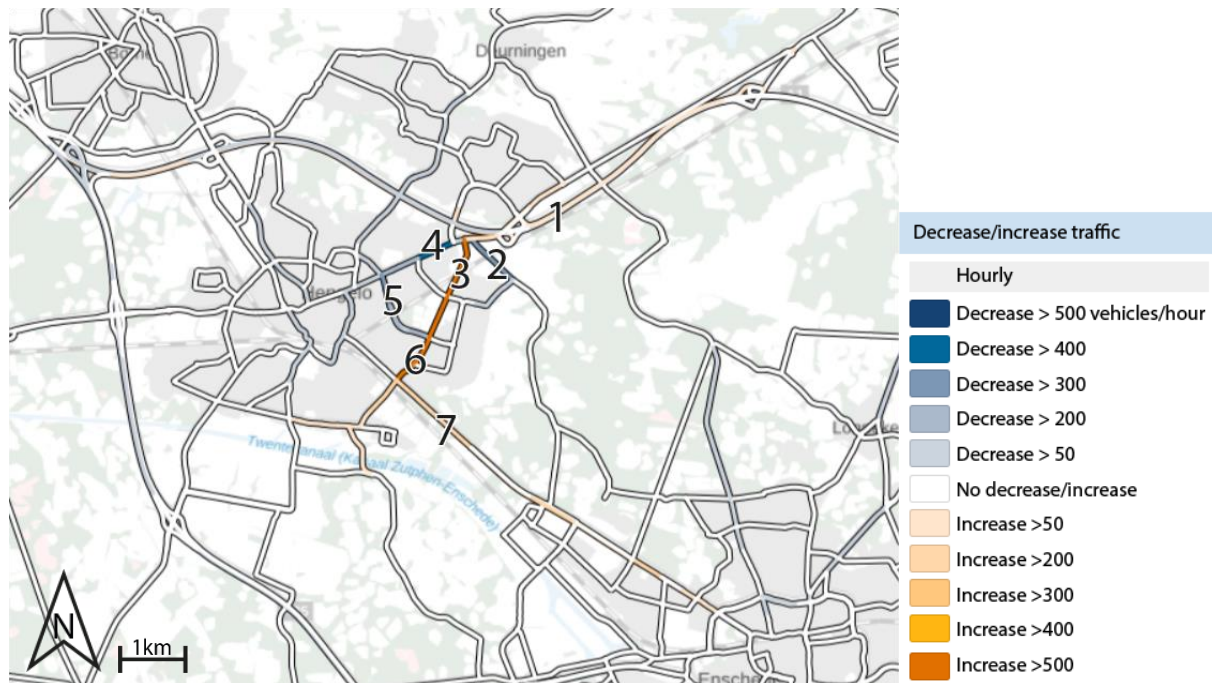 Deurningen
1
4
2
3
5
Hengelo
6
7
Twentekanaal (Kanaal Zutphen-Enschede)
N
1km
Decrease/increase traffic
Hourly
Decrease > 500 vehicles/hour
Decrease > 400
Decrease > 300
Decrease > 200
Decrease > 50
No decrease/increase
Increase >50
Increase >200
Increase >300
Increase >400
Increase >500